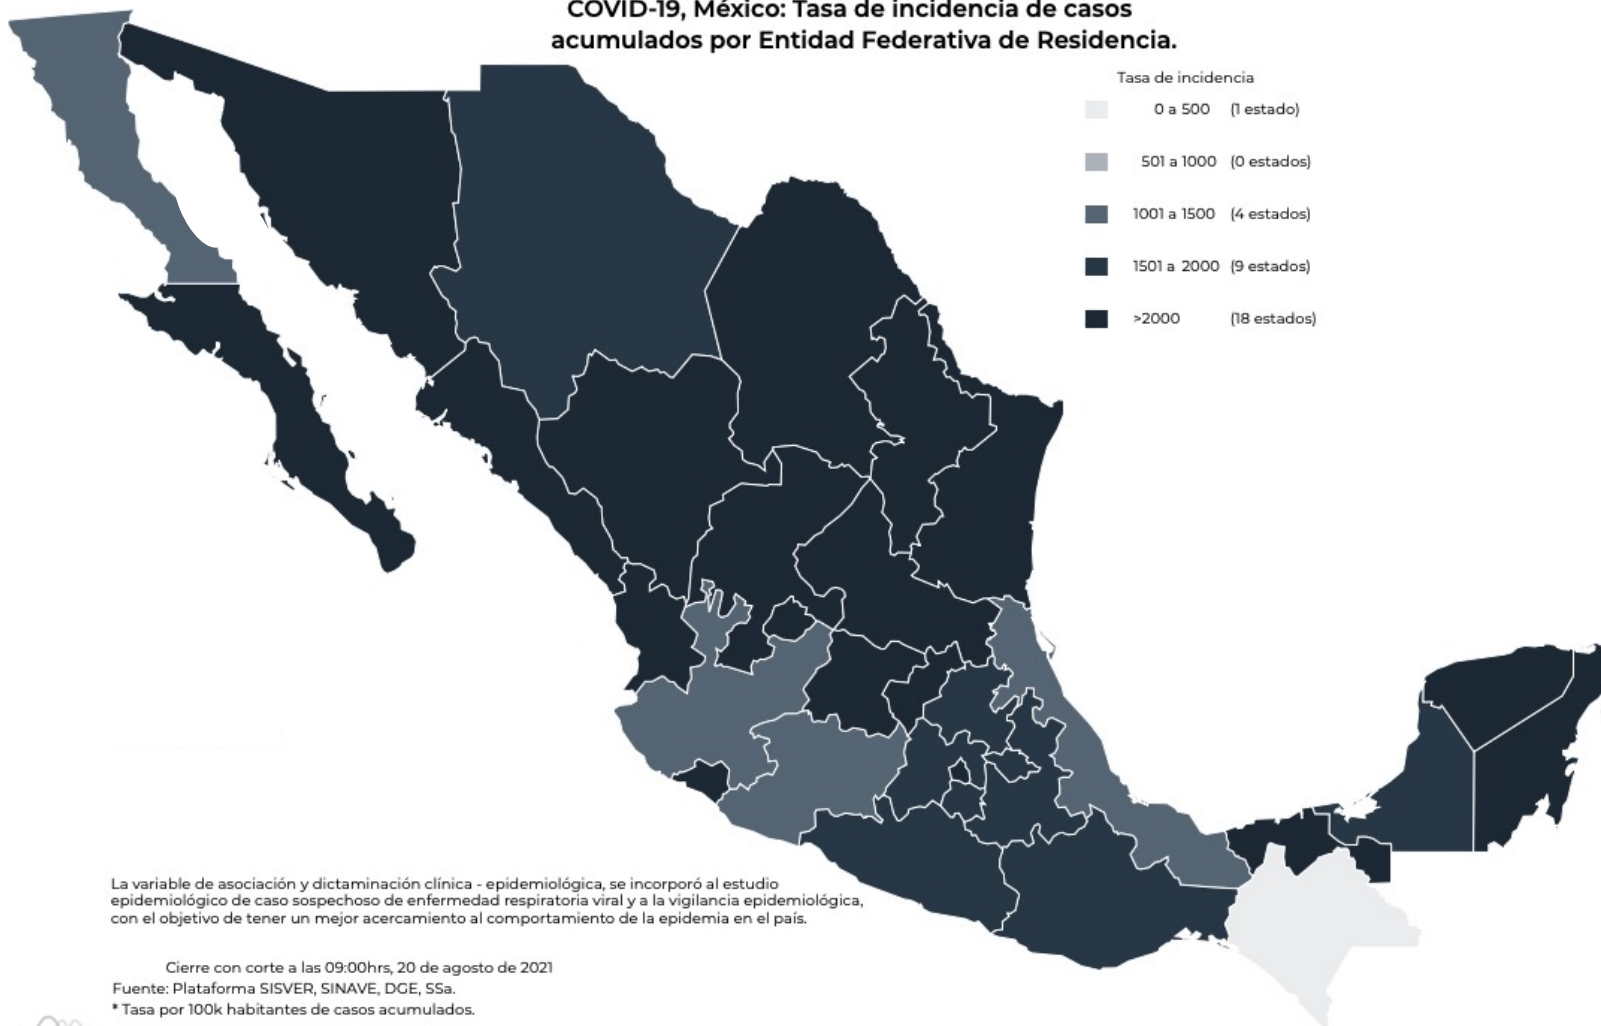 COVID-19, México: Tasa de incidencia de casos
acumulados por Entidad Federativa de Residencia.
Tasa de incidencia
0 a 500 (1 estado)
501 a 1000 (0 estados)
1001 a 1500 (4 estados)
1501 a 2000 (9 estados)
>2000 (18 estados)
La variable de asociación y dictaminación clínica - epidemiológica, se incorporó al estudio
epidemiológico de caso sospechoso de enfermedad respiratoria viral y a la vigilancia epidemiológica,
con el objetivo de tener un mejor acercamiento al comportamiento de la epidemia en el país.
Cierre con corte a las 09:00hrs, 20 de agosto de 2021
Fuente: Plataforma SISVER, SINAVE, DGE, SSa.
* Tasa por 100k habitantes de casos acumulados.